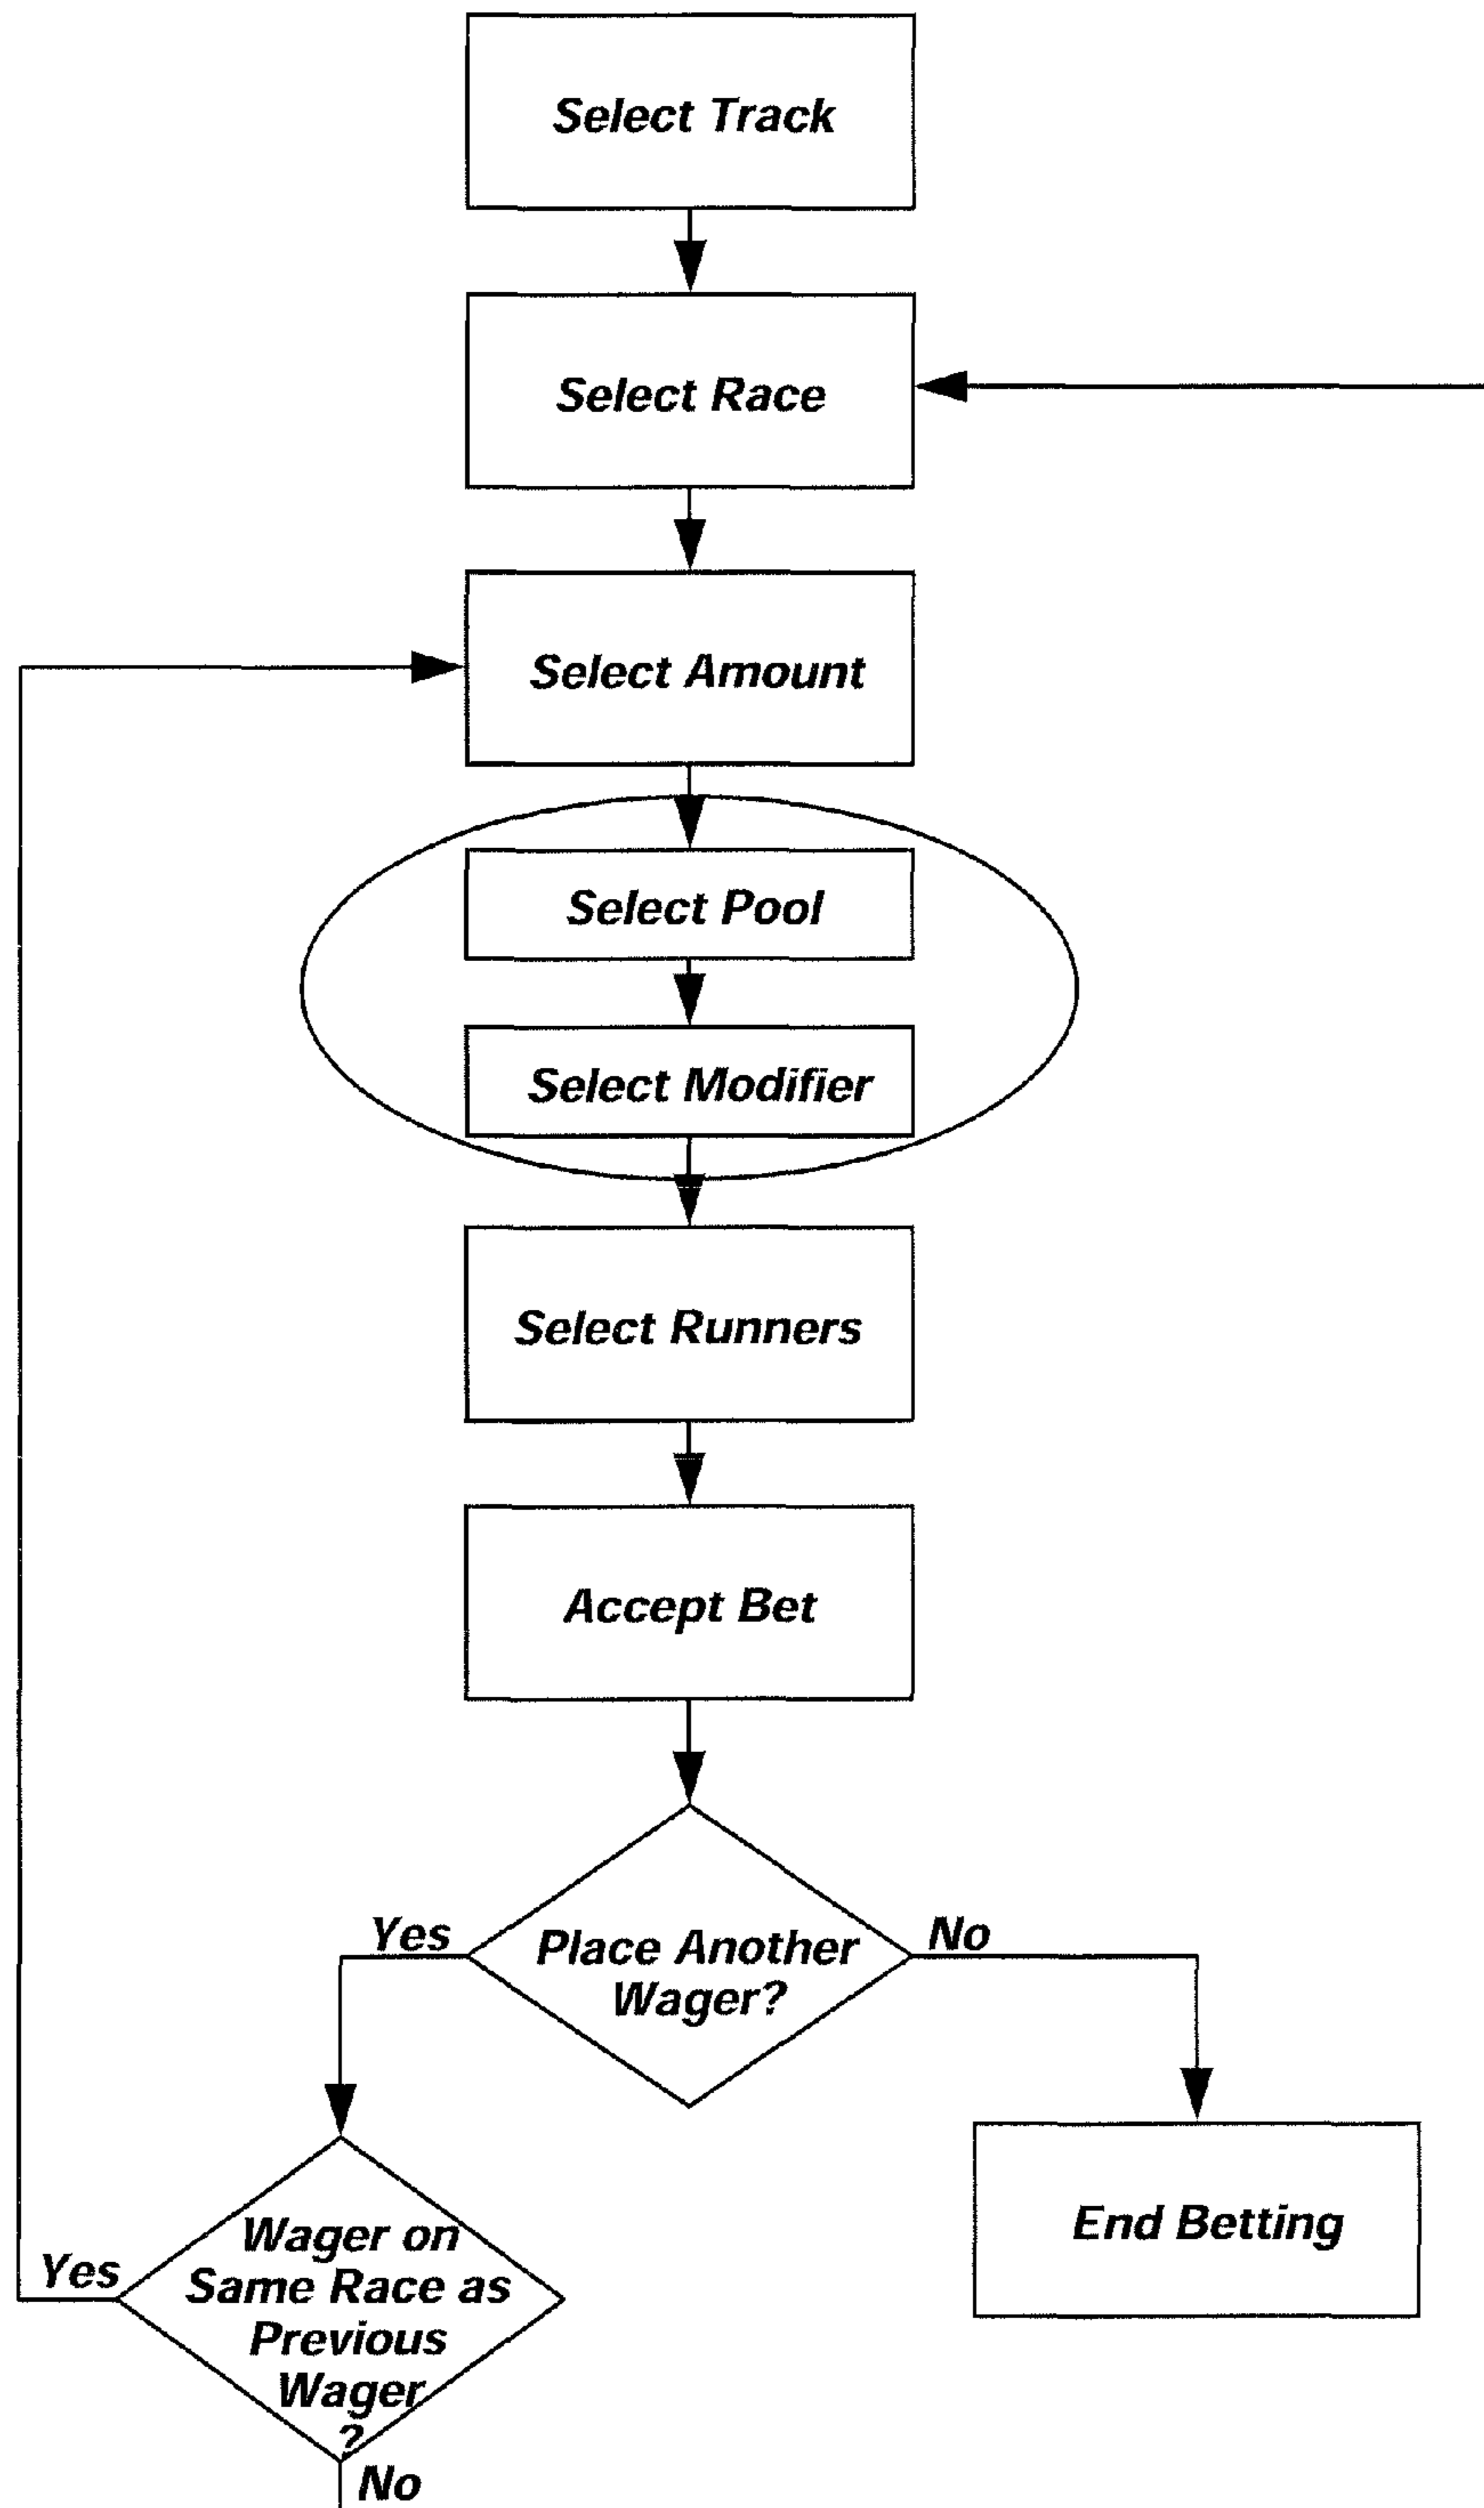 Select Track
Select Race
Select Amount
Select Pool
Select Modifier
Select Runners
Accept Bet
Yes
Place Another
Wager?
No
End Betting
Yes
Wager on
Same Race as
Previous
Wager
?
No